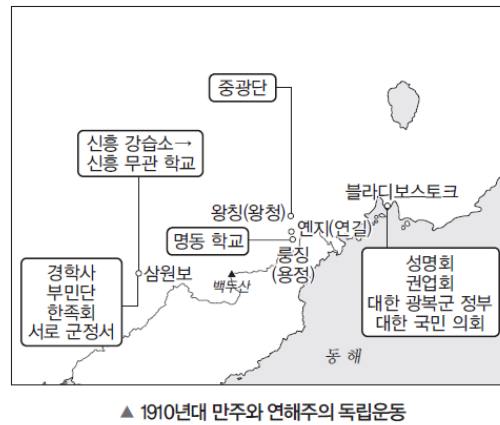 중광단
신흥 강습소→
신흥 무관 학교
블라디보스토크
왕칭(왕청)
옌지(연길)
명동 학교
룽징
(용정)
경학사
부민단
한족회
서로 군정서
삼원보
백두산
성명회
권업회
대한 광복군 정부
대한 국민 의회
동해
▲ 1910년대 만주와 연해주의 독립운동